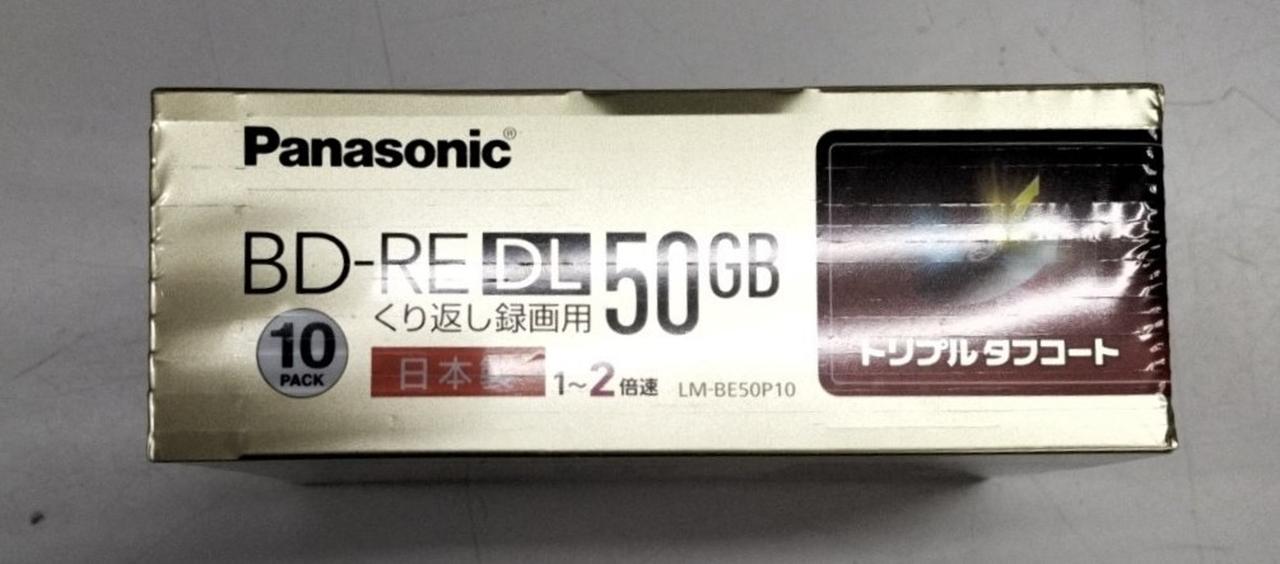 Panasonic®
BD-RE DL 50GB
くり返し録画用
10
PACK
日本製
1～2倍速
LM-BE50P10
トリプル タフコート